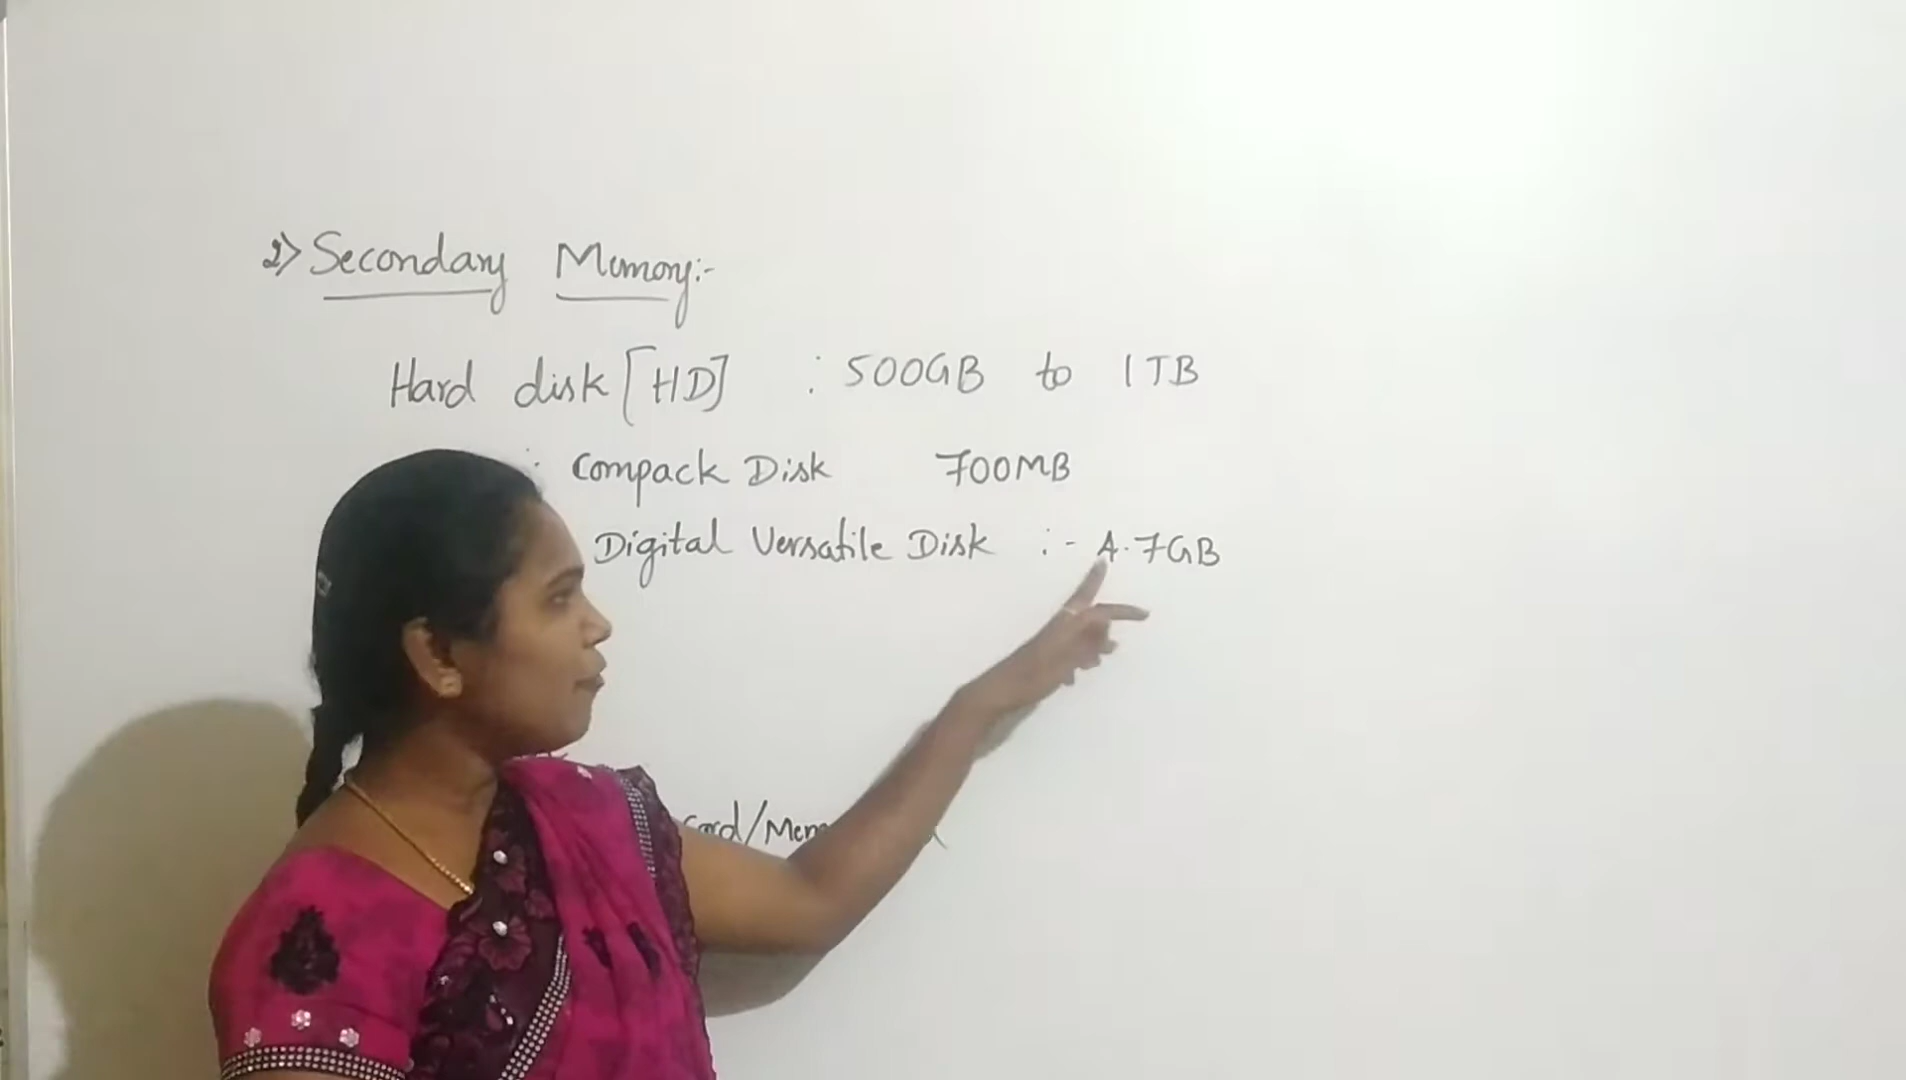 2) Secondary Memory:-
Hard disk [HD] : 500GB to 1TB
: Compack Disk 700MB
Digital Versatile Disk :- 4.7GB
Card/Mem